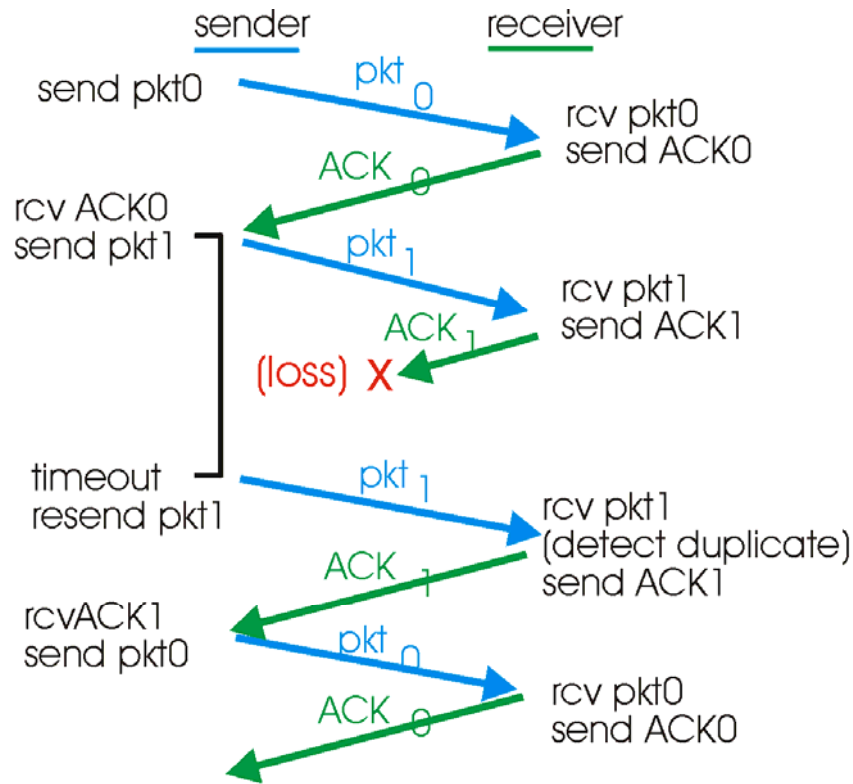 sender
receiver
send pkt0
pkt 0
rcv pkt0
send ACK0
ACK 0
rcv ACK0
send pkt1
pkt 1
rcv pkt1
send ACK1
ACK 1
(loss) X
timeout
resend pkt1
pkt 1
rcv pkt1
(detect duplicate)
send ACK1
ACK 1
rcvACK1
send pkt0
pkt 0
rcv pkt0
send ACK0
ACK 0